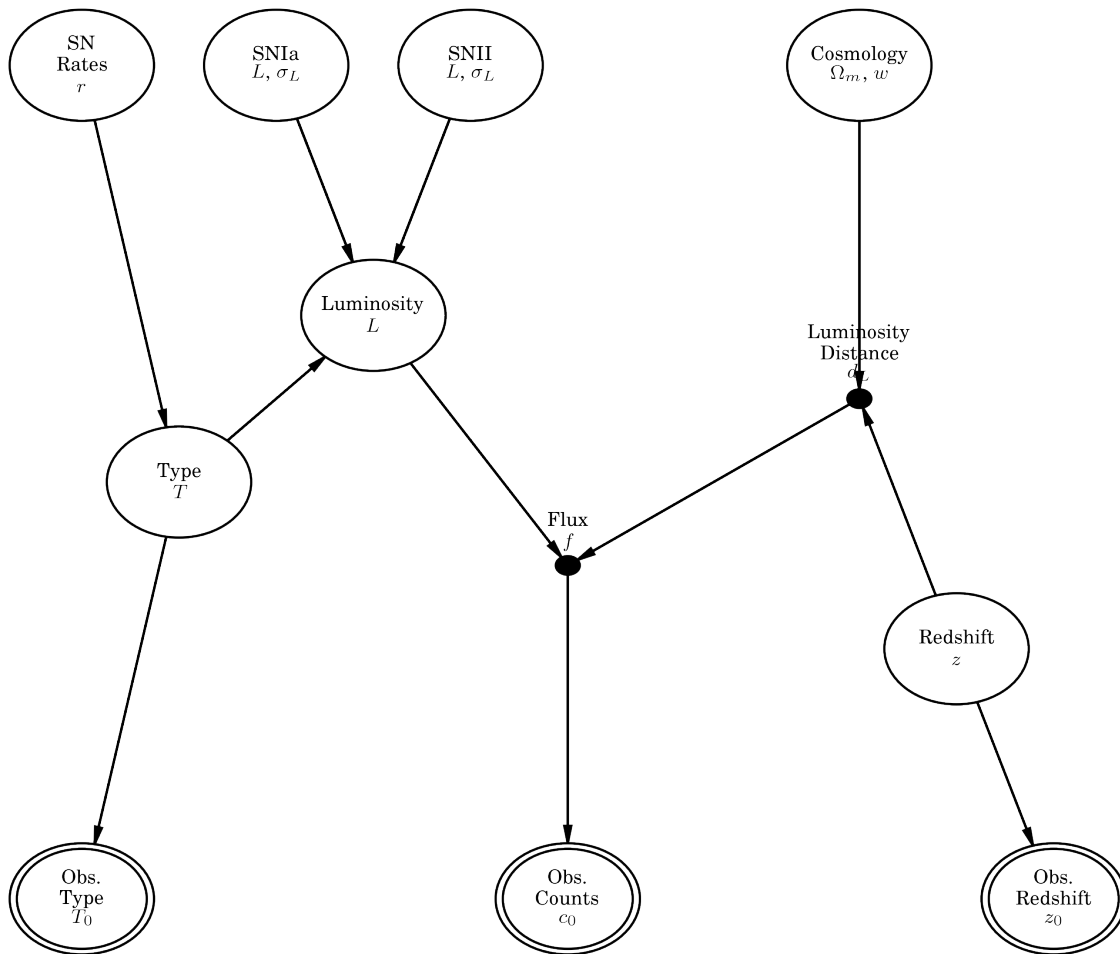 SN
Rates
r
SNIa
L, σ_L
SNII
L, σ_L
Cosmology
Ω_m, w
Luminosity
L
Luminosity
Distance
d_L
Type
T
Flux
f
Redshift
z
Obs.
Type
T_0
Obs.
Counts
c_0
Obs.
Redshift
z_0